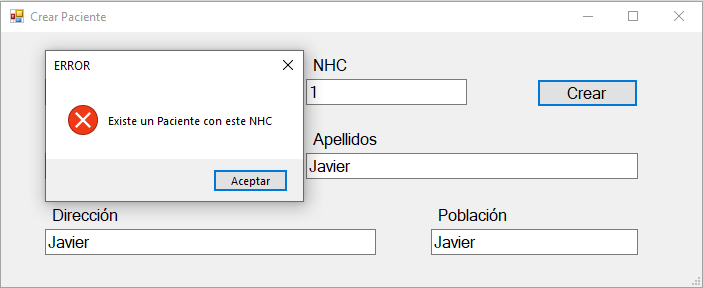 Crear Paciente
ERROR
Existe un Paciente con este NHC
Aceptar
NHC
1
Crear
Apellidos
Javier
Dirección
Javier
Población
Javier